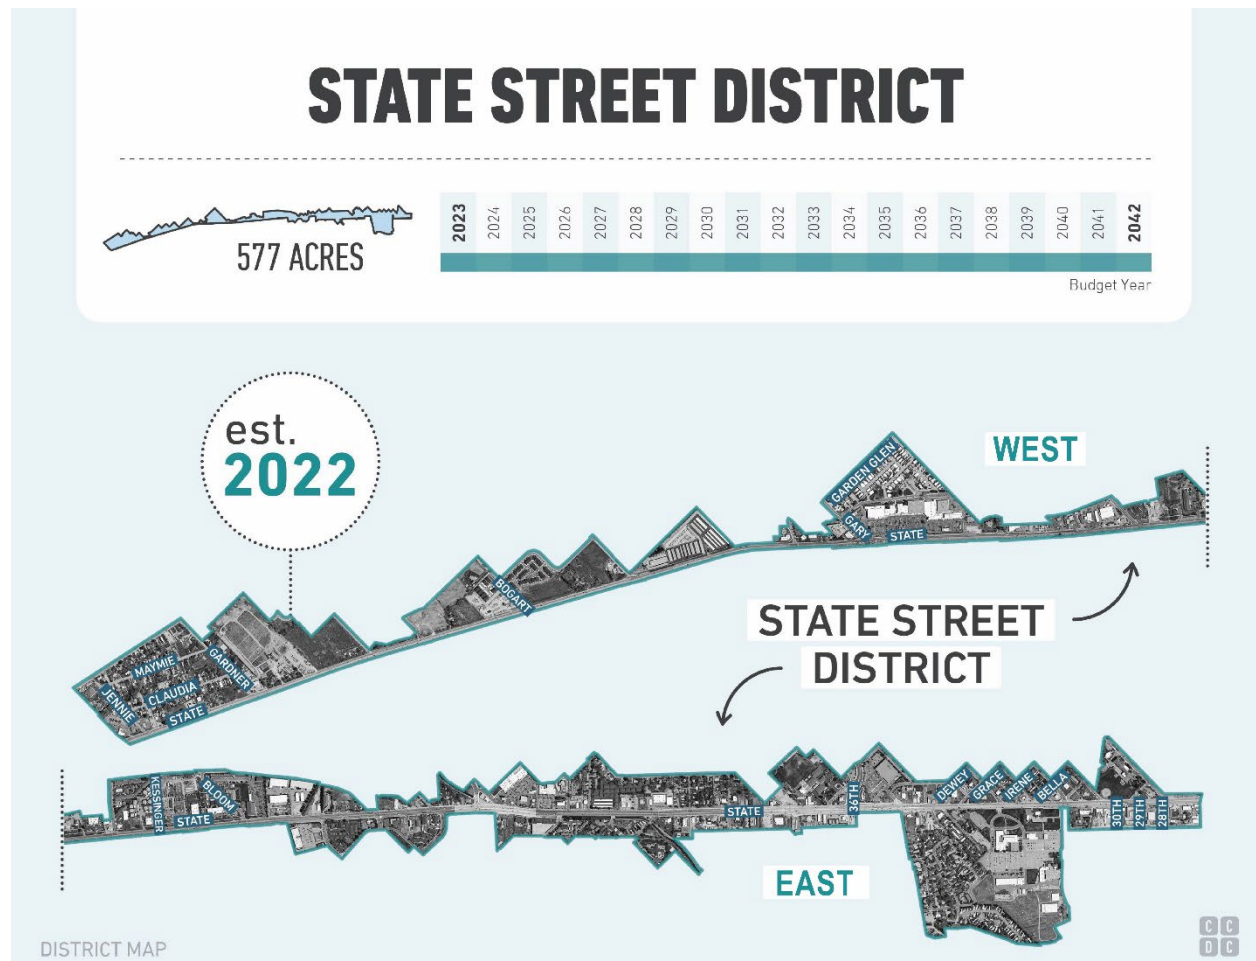 STATE STREET DISTRICT
577 ACRES
2023 2024 2025 2026 2027 2028 2029 2030 2031 2032 2033 2034 2035 2036 2037 2038 2039 2040 2041 2042
Budget Year
est.
2022
WEST
GARDEN GLEN
GARY
STATE
BOGART
MAYMIE
GARDNER
JENNIE
CLAUDIA
STATE
STATE STREET
DISTRICT
KESSINGER
BLOOM
STATE
STATE
36TH
DEWEY
GRACE
IRENE
BELLA
30TH
29TH
28TH
EAST
DISTRICT MAP
C C
D C